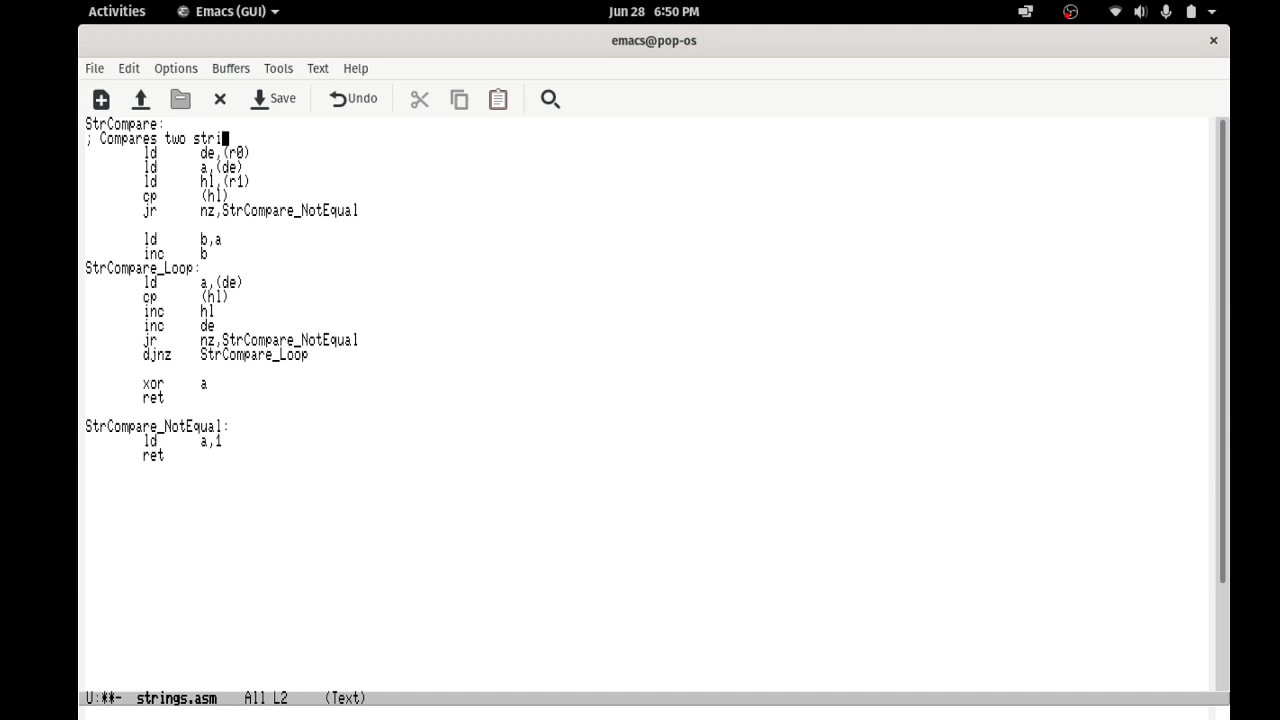 Activities Emacs (GUI) Jun 28 6:50 PM
emacs@pop-os
File Edit Options Buffers Tools Text Help
Save Undo
StrCompare:
; Compares two stri
ld de,(r0)
ld a,(de)
ld hl,(r1)
cp (hl)
jr nz,StrCompare_NotEqual
ld b,a
inc b
StrCompare_Loop:
ld a,(de)
cp (hl)
inc hl
inc de
jr nz,StrCompare_NotEqual
djnz StrCompare_Loop
xor a
ret
StrCompare_NotEqual:
ld a,1
ret
U:**- strings.asm All L2 (Text)